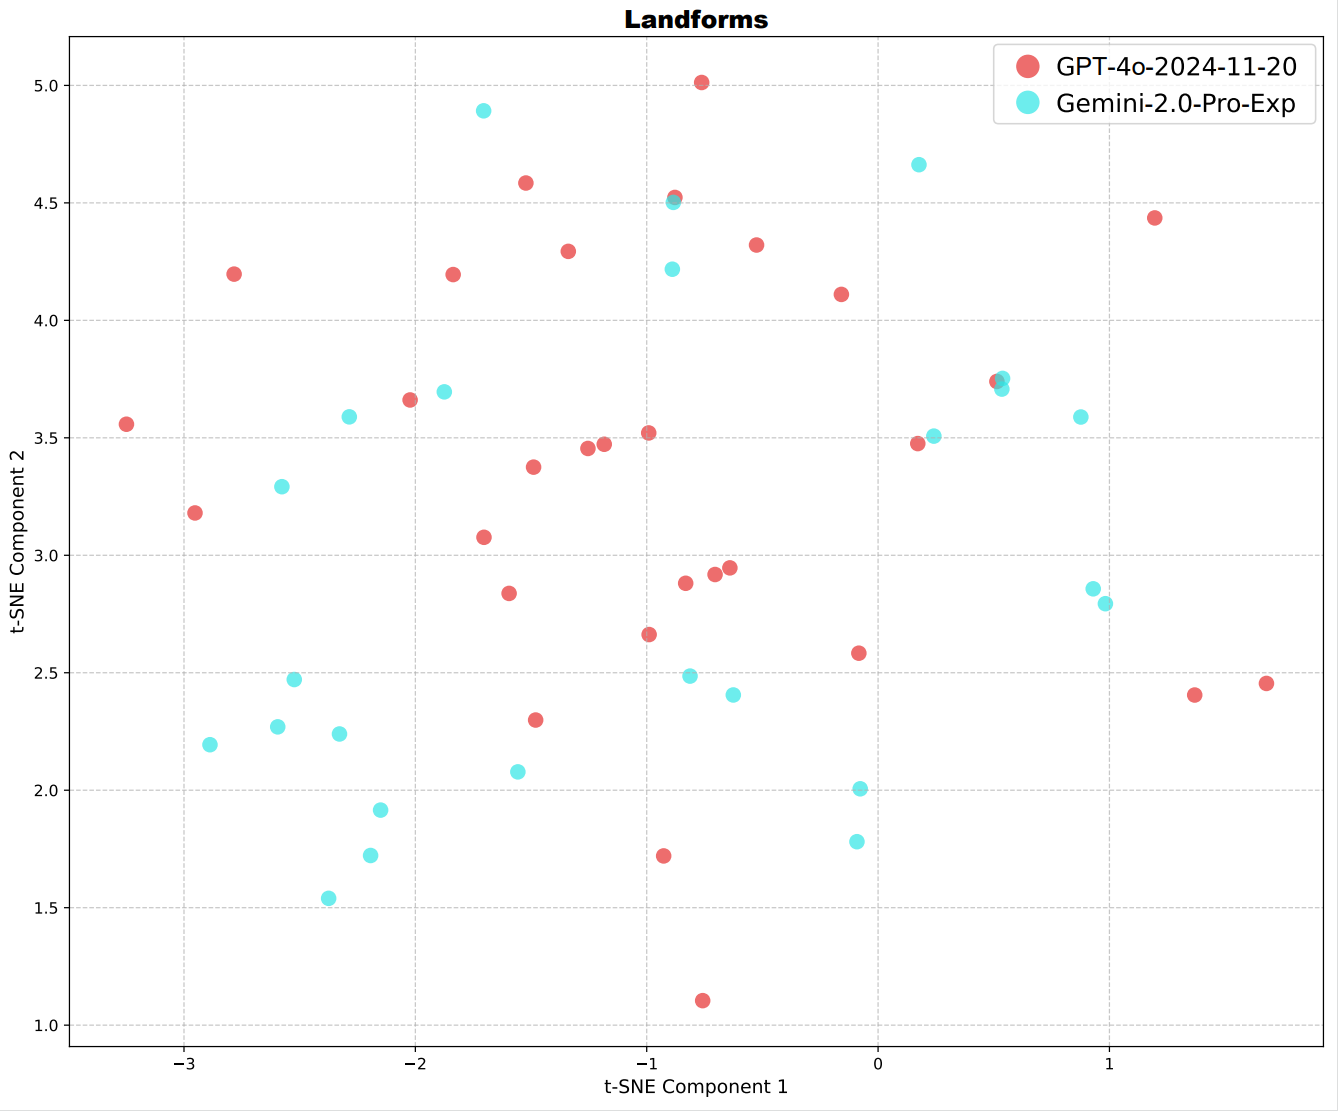 Landforms
GPT-4o-2024-11-20
Gemini-2.0-Pro-Exp
5.0
4.5
4.0
3.5
3.0
2.5
2.0
1.5
1.0
t-SNE Component 2
−3
−2
−1
0
1
t-SNE Component 1